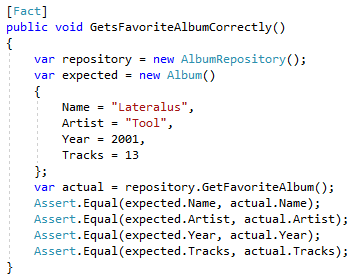 [Fact]
public void GetsFavoriteAlbumCorrectly()
{
    var repository = new AlbumRepository();
    var expected = new Album()
    {
        Name = "Lateralus",
        Artist = "Tool",
        Year = 2001,
        Tracks = 13
    };
    var actual = repository.GetFavoriteAlbum();
    Assert.Equal(expected.Name, actual.Name);
    Assert.Equal(expected.Artist, actual.Artist);
    Assert.Equal(expected.Year, actual.Year);
    Assert.Equal(expected.Tracks, actual.Tracks);
}